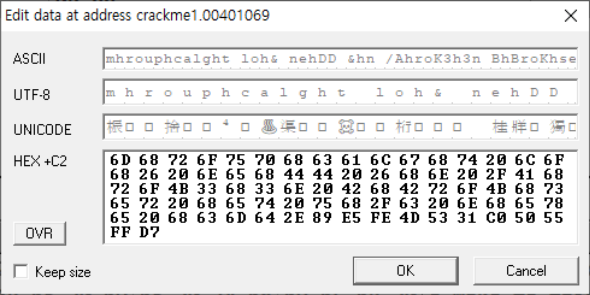 Edit data at address crackme1.00401069
ASCII
mhrouphcalght loh& nehDD &hn /AhroK3h3n BhBroKhse
UTF-8
m h r o u p h c a l g h t l o h & n e h D D
UNICODE
HEX +C2
6D 68 72 6F 75 70 68 63 61 6C 67 68 74 20 6C 6F
68 26 20 6E 65 68 44 44 20 26 68 6E 20 2F 41 68
72 6F 4B 33 68 33 6E 20 42 68 42 72 6F 4B 68 73
65 72 20 68 65 74 20 75 68 2F 63 20 6E 68 65 78
65 20 68 63 6D 64 2E 89 E5 FE 4D 53 31 C0 50 55
FF D7
OVR
Keep size
OK
Cancel